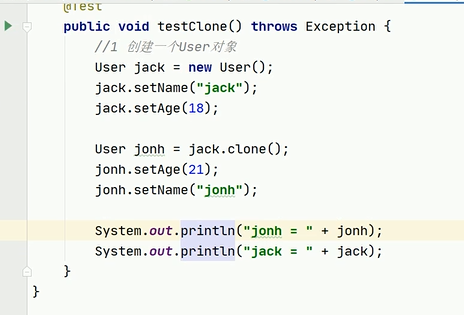 @Test
public void testClone() throws Exception {
//1 创建一个User对象
User jack = new User();
jack.setName("jack");
jack.setAge(18);
User jonh = jack.clone();
jonh.setAge(21);
jonh.setName("jonh");
System.out.println("jonh = " + jonh);
System.out.println("jack = " + jack);
}
}